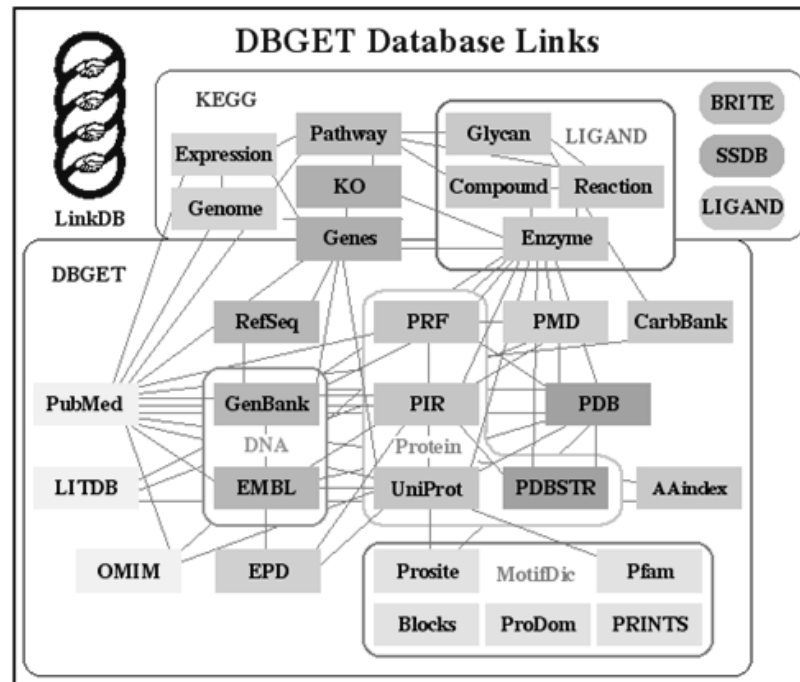 DBGET Database Links
KEGG
BRITE
Pathway
Glycan
LIGAND
Expression
SSDB
KO
Compound
Reaction
Genome
LIGAND
LinkDB
Genes
Enzyme
DBGET
RefSeq
PRF
PMD
CarbBank
PubMed
GenBank
PIR
PDB
DNA
Protein
LITDB
EMBL
UniProt
PDBSTR
AAindex
OMIM
EPD
Prosite
MotifDic
Pfam
Blocks
ProDom
PRINTS